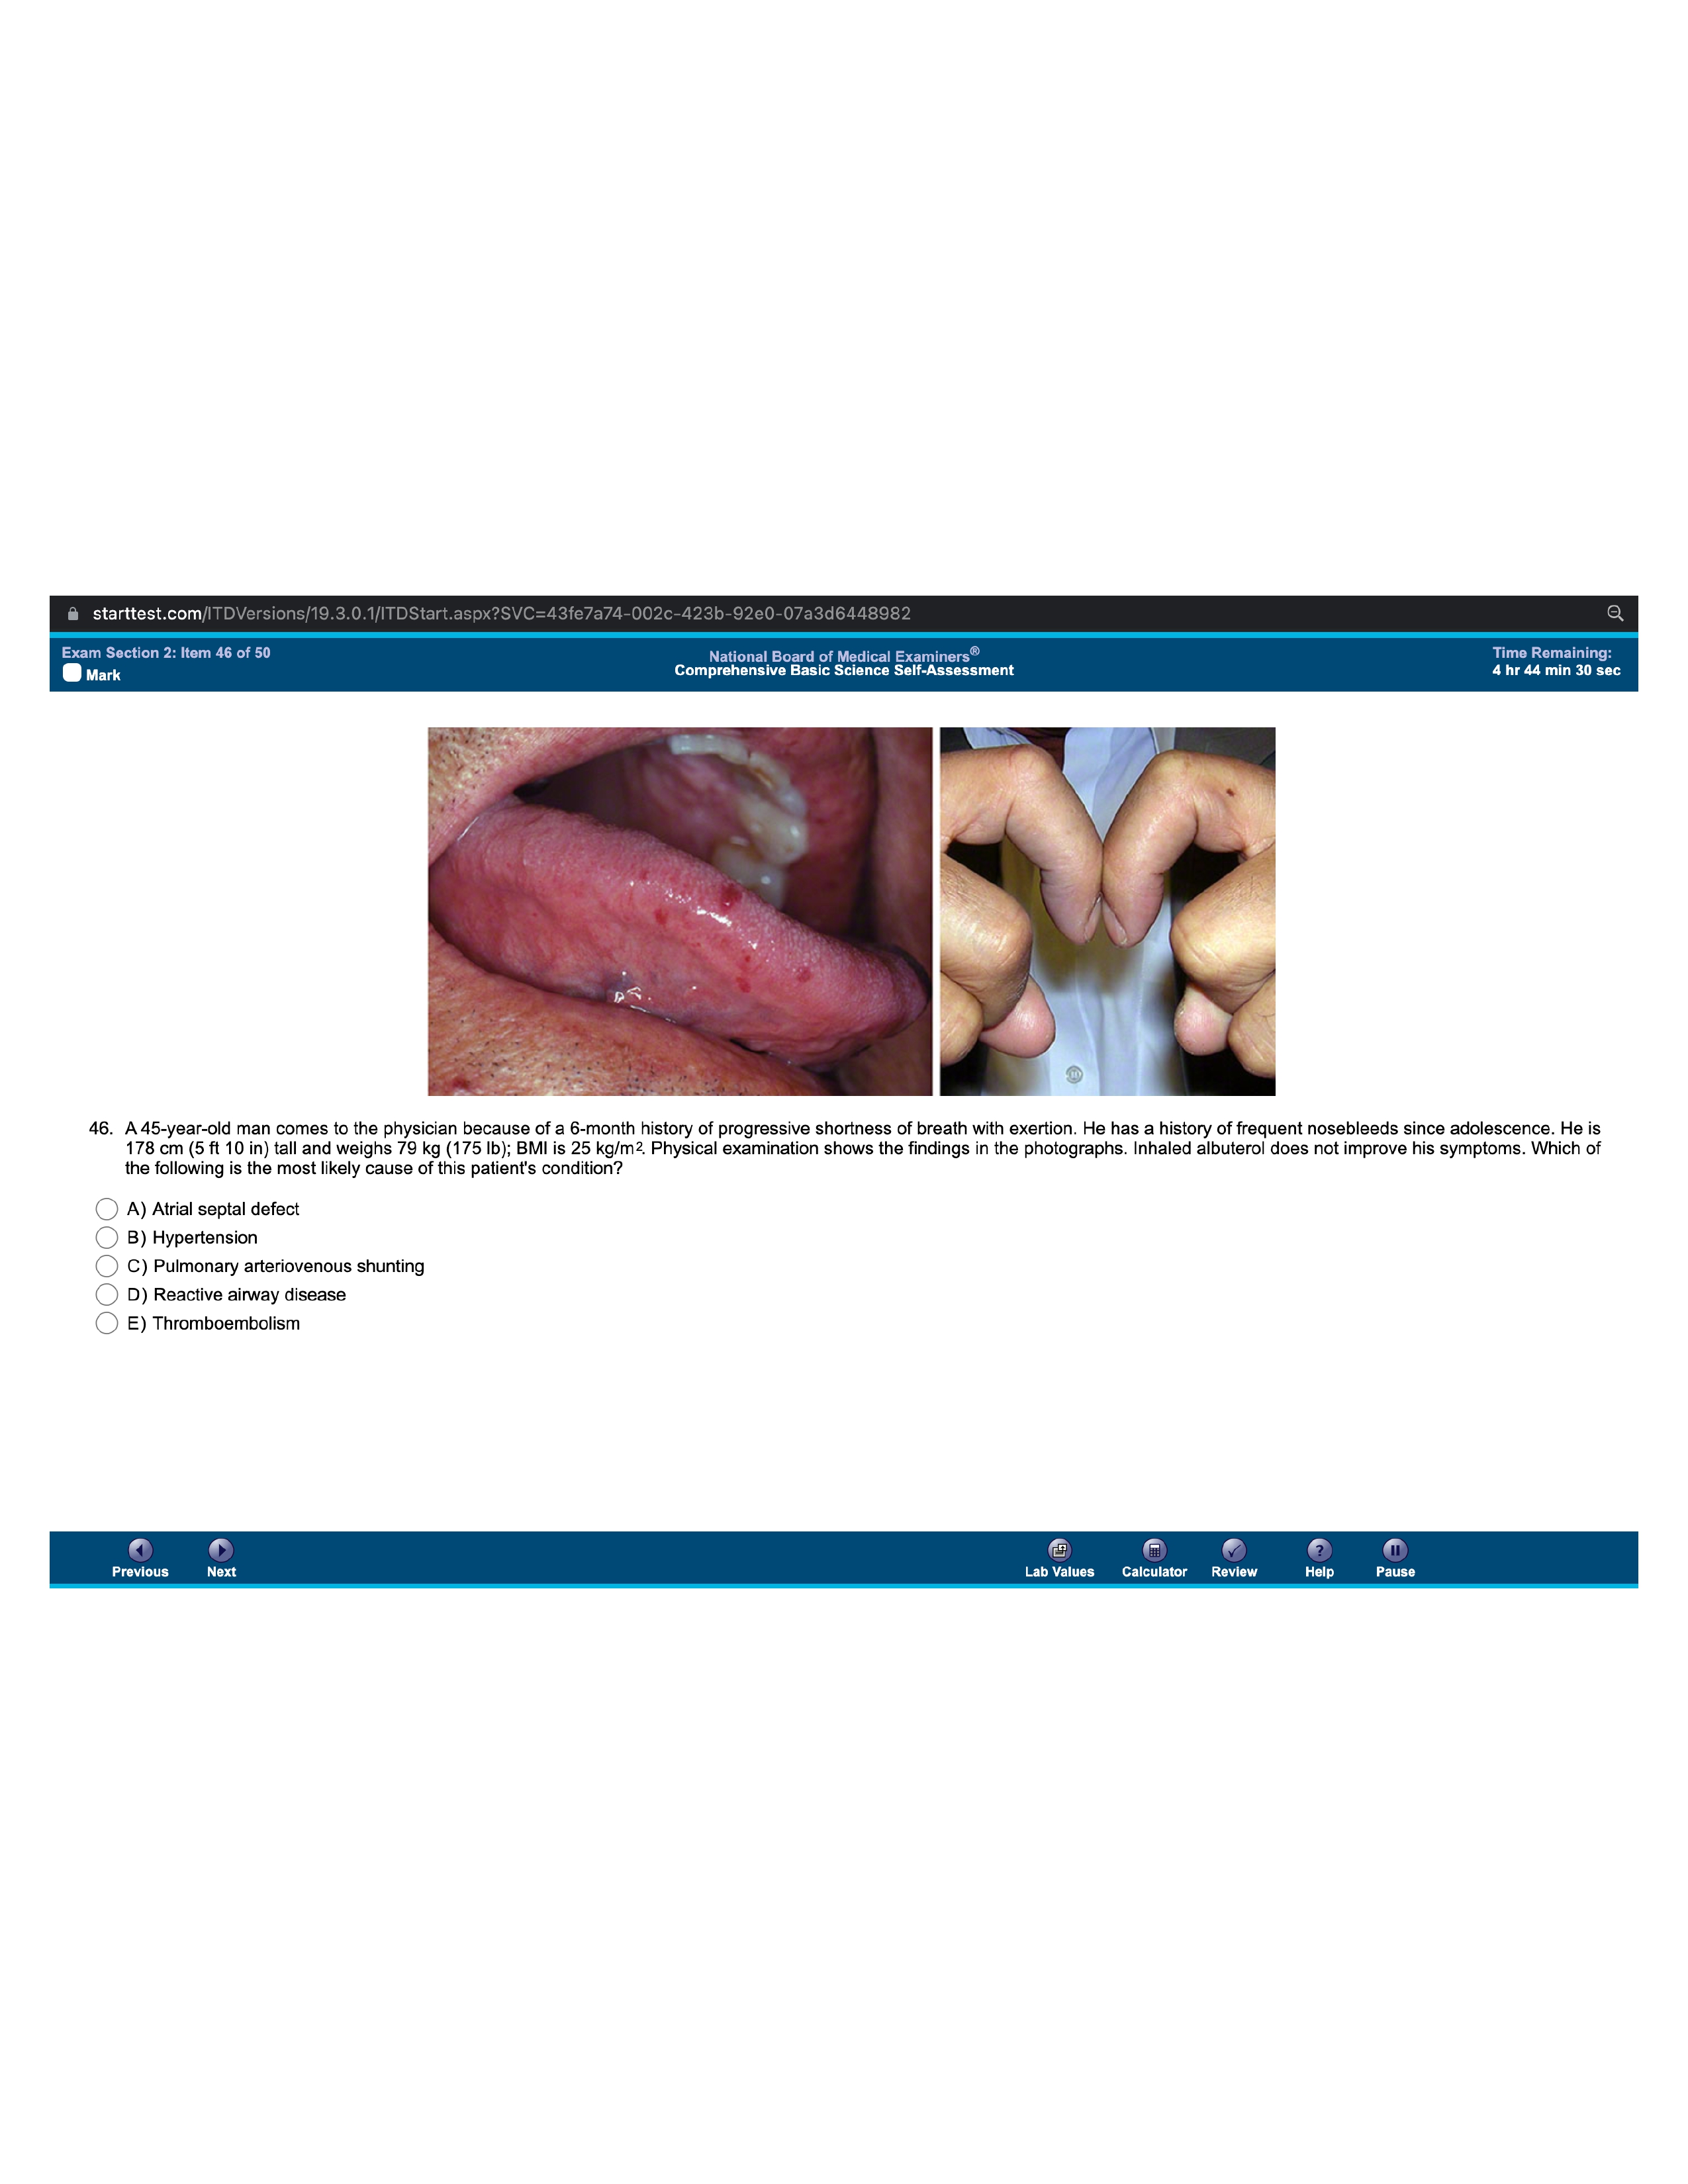 starttest.com/ITDVersions/19.3.0.1/ITDStart.aspx?SVC=43fe7a74-002c-423b-92e0-07a3d6448982
Exam Section 2: Item 46 of 50
Mark
National Board of Medical Examiners®
Comprehensive Basic Science Self-Assessment
Time Remaining:
4 hr 44 min 30 sec
46. A 45-year-old man comes to the physician because of a 6-month history of progressive shortness of breath with exertion. He has a history of frequent nosebleeds since adolescence. He is
178 cm (5 ft 10 in) tall and weighs 79 kg (175 lb); BMI is 25 kg/m2. Physical examination shows the findings in the photographs. Inhaled albuterol does not improve his symptoms. Which of
the following is the most likely cause of this patient's condition?
A) Atrial septal defect
B) Hypertension
C) Pulmonary arteriovenous shunting
D) Reactive airway disease
E) Thromboembolism
Previous
Next
Lab Values
Calculator
Review
Help
Pause